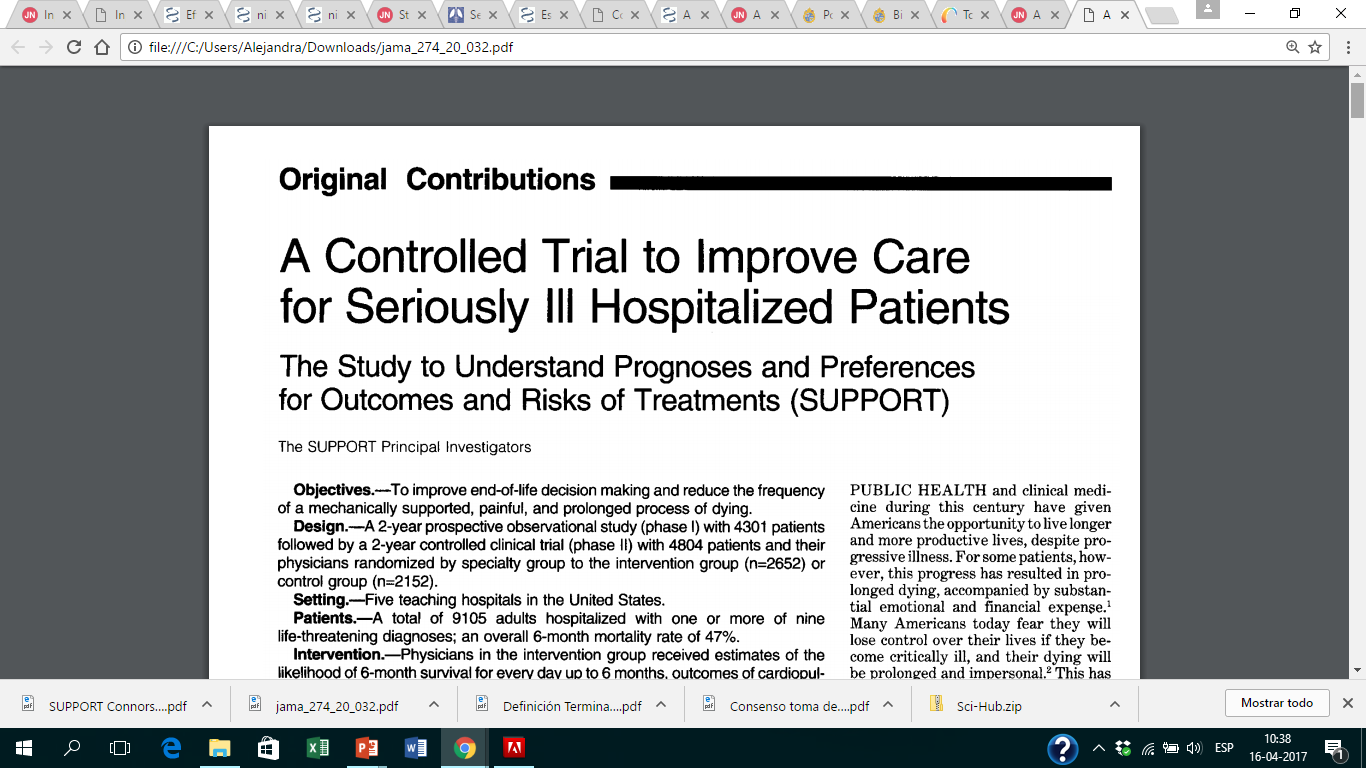 In
In
Ef
ni
ni
St
Se
Es
Co
A
A
Po
Bi
To
A
A
file:///C:/Users/Alejandra/Downloads/jama_274_20_032.pdf
Original Contributions
A Controlled Trial to Improve Care
for Seriously Ill Hospitalized Patients
The Study to Understand Prognoses and Preferences
for Outcomes and Risks of Treatments (SUPPORT)
The SUPPORT Principal Investigators
Objectives.—To improve end-of-life decision making and reduce the frequency
of a mechanically supported, painful, and prolonged process of dying.
Design.—A 2-year prospective observational study (phase I) with 4301 patients
followed by a 2-year controlled clinical trial (phase II) with 4804 patients and their
physicians randomized by specialty group to the intervention group (n=2652) or
control group (n=2152).
Setting.—Five teaching hospitals in the United States.
Patients.—A total of 9105 adults hospitalized with one or more of nine
life-threatening diagnoses; an overall 6-month mortality rate of 47%.
Intervention.—Physicians in the intervention group received estimates of the
likelihood of 6-month survival for every day up to 6 months, outcomes of cardiopul-
PUBLIC HEALTH and clinical medi-
cine during this century have given
Americans the opportunity to live longer
and more productive lives, despite pro-
gressive illness. For some patients, how-
ever, this progress has resulted in pro-
longed dying, accompanied by substan-
tial emotional and financial expense.¹
Many Americans today fear they will
lose control over their lives if they be-
come critically ill, and their dying will
be prolonged and impersonal.² This has
SUPPORT Connors....pdf
jama_274_20_032.pdf
Definición Termina....pdf
Consenso toma de....pdf
Sci-Hub.zip
Mostrar todo
ESP
10:38
16-04-2017
1